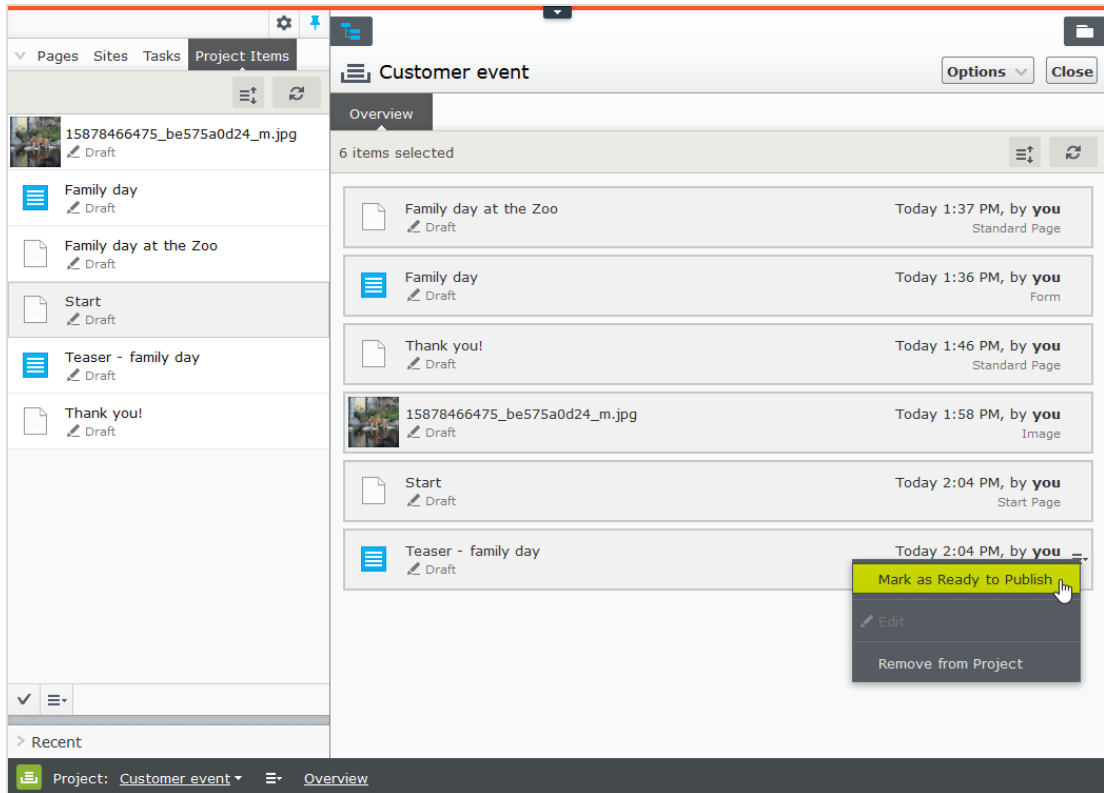 Pages Sites Tasks Project Items
15878466475_be575a0d24_m.jpg
Draft
Family day
Draft
Family day at the Zoo
Draft
Start
Draft
Teaser - family day
Draft
Thank you!
Draft
Recent
Customer event
Options
Close
Overview
6 items selected
Family day at the Zoo
Today 1:37 PM, by you
Draft
Standard Page
Family day
Today 1:36 PM, by you
Draft
Form
Thank you!
Today 1:46 PM, by you
Draft
Standard Page
15878466475_be575a0d24_m.jpg
Today 1:58 PM, by you
Draft
Image
Start
Today 2:04 PM, by you
Draft
Start Page
Teaser - family day
Today 2:04 PM, by you
Draft
Mark as Ready to Publish
Edit
Remove from Project
Project: Customer event
Overview